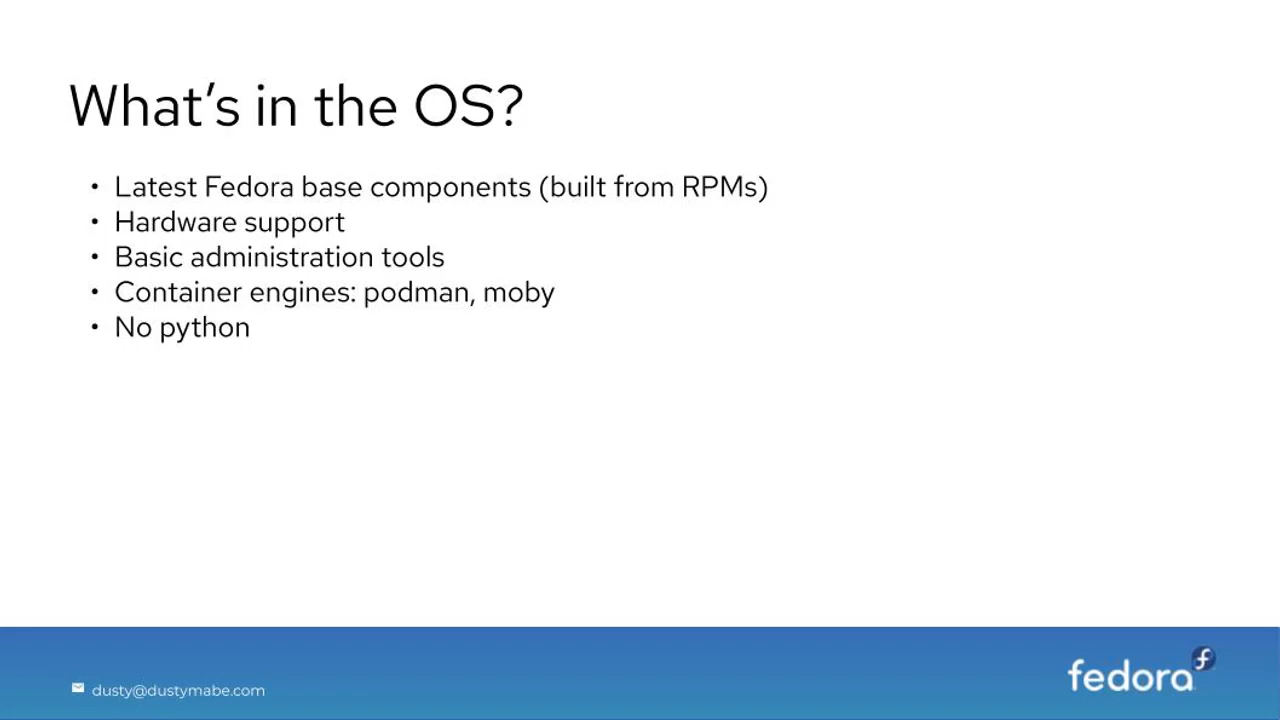 What’s in the OS?
• Latest Fedora base components (built from RPMs)
• Hardware support
• Basic administration tools
• Container engines: podman, moby
• No python
dusty@dustymabe.com
fedora